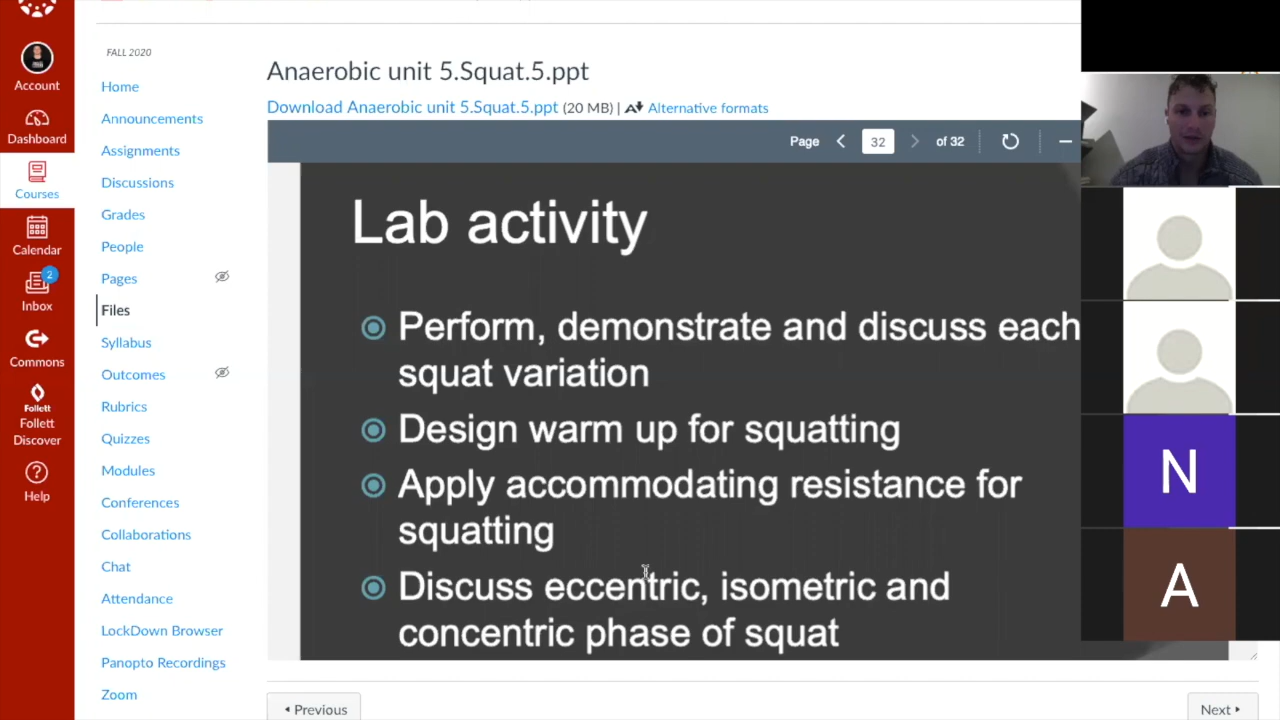 FALL 2020
Account
Dashboard
Courses
Calendar
2
Inbox
Commons
Follett
Follett
Discover
Help
Home
Announcements
Assignments
Discussions
Grades
People
Pages
Files
Syllabus
Outcomes
Rubrics
Quizzes
Modules
Conferences
Collaborations
Chat
Attendance
LockDown Browser
Panopto Recordings
Zoom
Anaerobic unit 5.Squat.5.ppt
Download Anaerobic unit 5.Squat.5.ppt (20 MB) | Alternative formats
Page 32 of 32
Lab activity
Perform, demonstrate and discuss each
squat variation
Design warm up for squatting
Apply accommodating resistance for
squatting
Discuss eccentric, isometric and
concentric phase of squat
Previous
Next
N
A